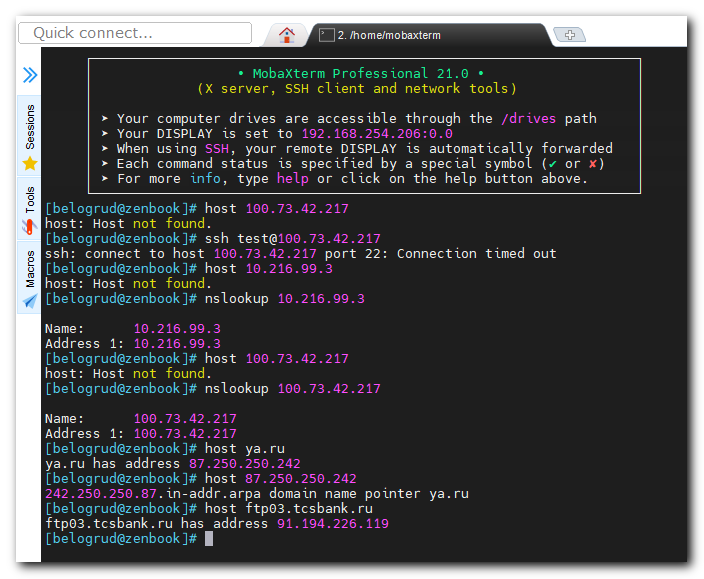 Quick connect...
2. /home/mobaxterm
Sessions
Tools
Macros
• MobaXterm Professional 21.0 •
(X server, SSH client and network tools)
➤ Your computer drives are accessible through the /drives path
➤ Your DISPLAY is set to 192.168.254.206:0.0
➤ When using SSH, your remote DISPLAY is automatically forwarded
➤ Each command status is specified by a special symbol (✔ or ✘)
➤ For more info, type help or click on the help button above.
[belogrud@zenbook]# host 100.73.42.217
host: Host not found.
[belogrud@zenbook]# ssh test@100.73.42.217
ssh: connect to host 100.73.42.217 port 22: Connection timed out
[belogrud@zenbook]# host 10.216.99.3
host: Host not found.
[belogrud@zenbook]# nslookup 10.216.99.3
Name:      10.216.99.3
Address 1: 10.216.99.3
[belogrud@zenbook]# host 100.73.42.217
host: Host not found.
[belogrud@zenbook]# nslookup 100.73.42.217
Name:      100.73.42.217
Address 1: 100.73.42.217
[belogrud@zenbook]# host ya.ru
ya.ru has address 87.250.250.242
[belogrud@zenbook]# host 87.250.250.242
242.250.250.87.in-addr.arpa domain name pointer ya.ru
[belogrud@zenbook]# host ftp03.tcsbank.ru
ftp03.tcsbank.ru has address 91.194.226.119
[belogrud@zenbook]#